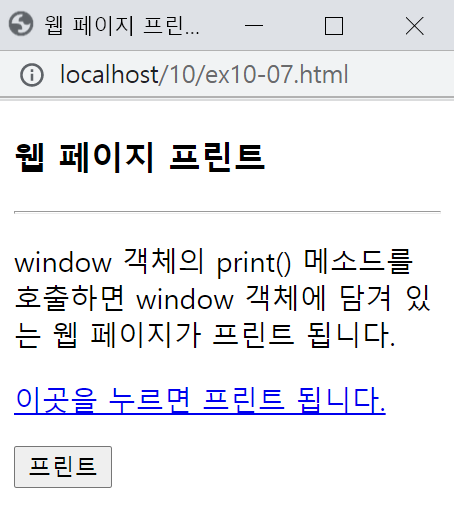 웹 페이지 프린...
localhost/10/ex10-07.html
웹 페이지 프린트
window 객체의 print() 메소드를
호출하면 window 객체에 담겨 있
는 웹 페이지가 프린트 됩니다.
이곳을 누르면 프린트 됩니다.
프린트